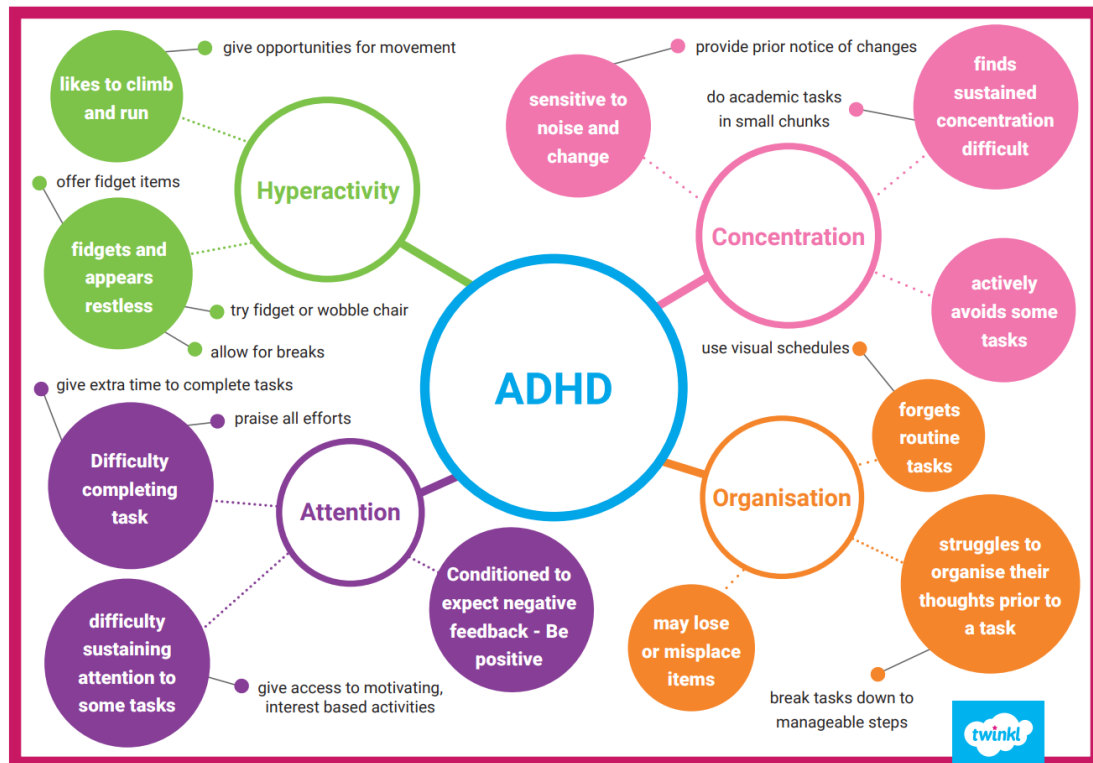 give opportunities for movement
likes to climb
and run
Hyperactivity
offer fidget items
fidgets and
appears
restless
try fidget or wobble chair
allow for breaks
provide prior notice of changes
sensitive to
noise and
change
do academic tasks
in small chunks
finds
sustained
concentration
difficult
Concentration
actively
avoids some
tasks
ADHD
give extra time to complete tasks
praise all efforts
Difficulty
completing
task
Attention
difficulty
sustaining
attention to
some tasks
give access to motivating,
interest based activities
Conditioned to
expect negative
feedback - Be
positive
use visual schedules
forgets
routine
tasks
Organisation
struggles to
organise their
thoughts prior to
a task
may lose
or misplace
items
break tasks down to
manageable steps
twinkl